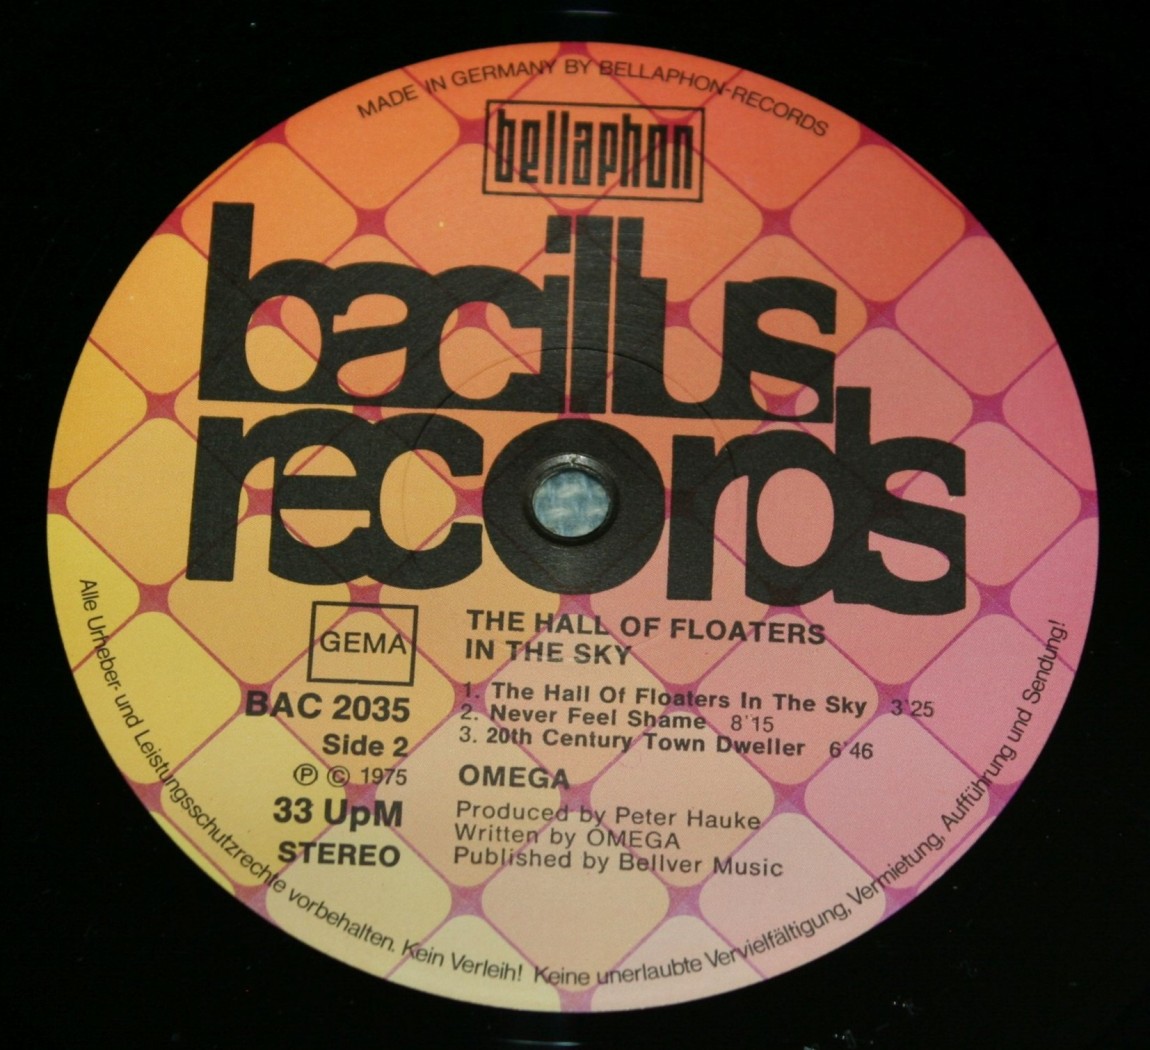 MADE IN GERMANY BY BELLAPHON-RECORDS
bellaphon
bacillus
records
GEMA
BAC 2035
Side 2
℗ © 1975
33 UpM
STEREO
THE HALL OF FLOATERS
IN THE SKY
1. The Hall Of Floaters In The Sky 3'25
2. Never Feel Shame 8'15
3. 20th Century Town Dweller 6'46
OMEGA
Produced by Peter Hauke
Written by OMEGA
Published by Bellver Music
Alle Urheber- und Leistungsschutzrechte vorbehalten. Kein Verleih! Keine unerlaubte Vervielfältigung, Vermietung, Aufführung und Sendung!